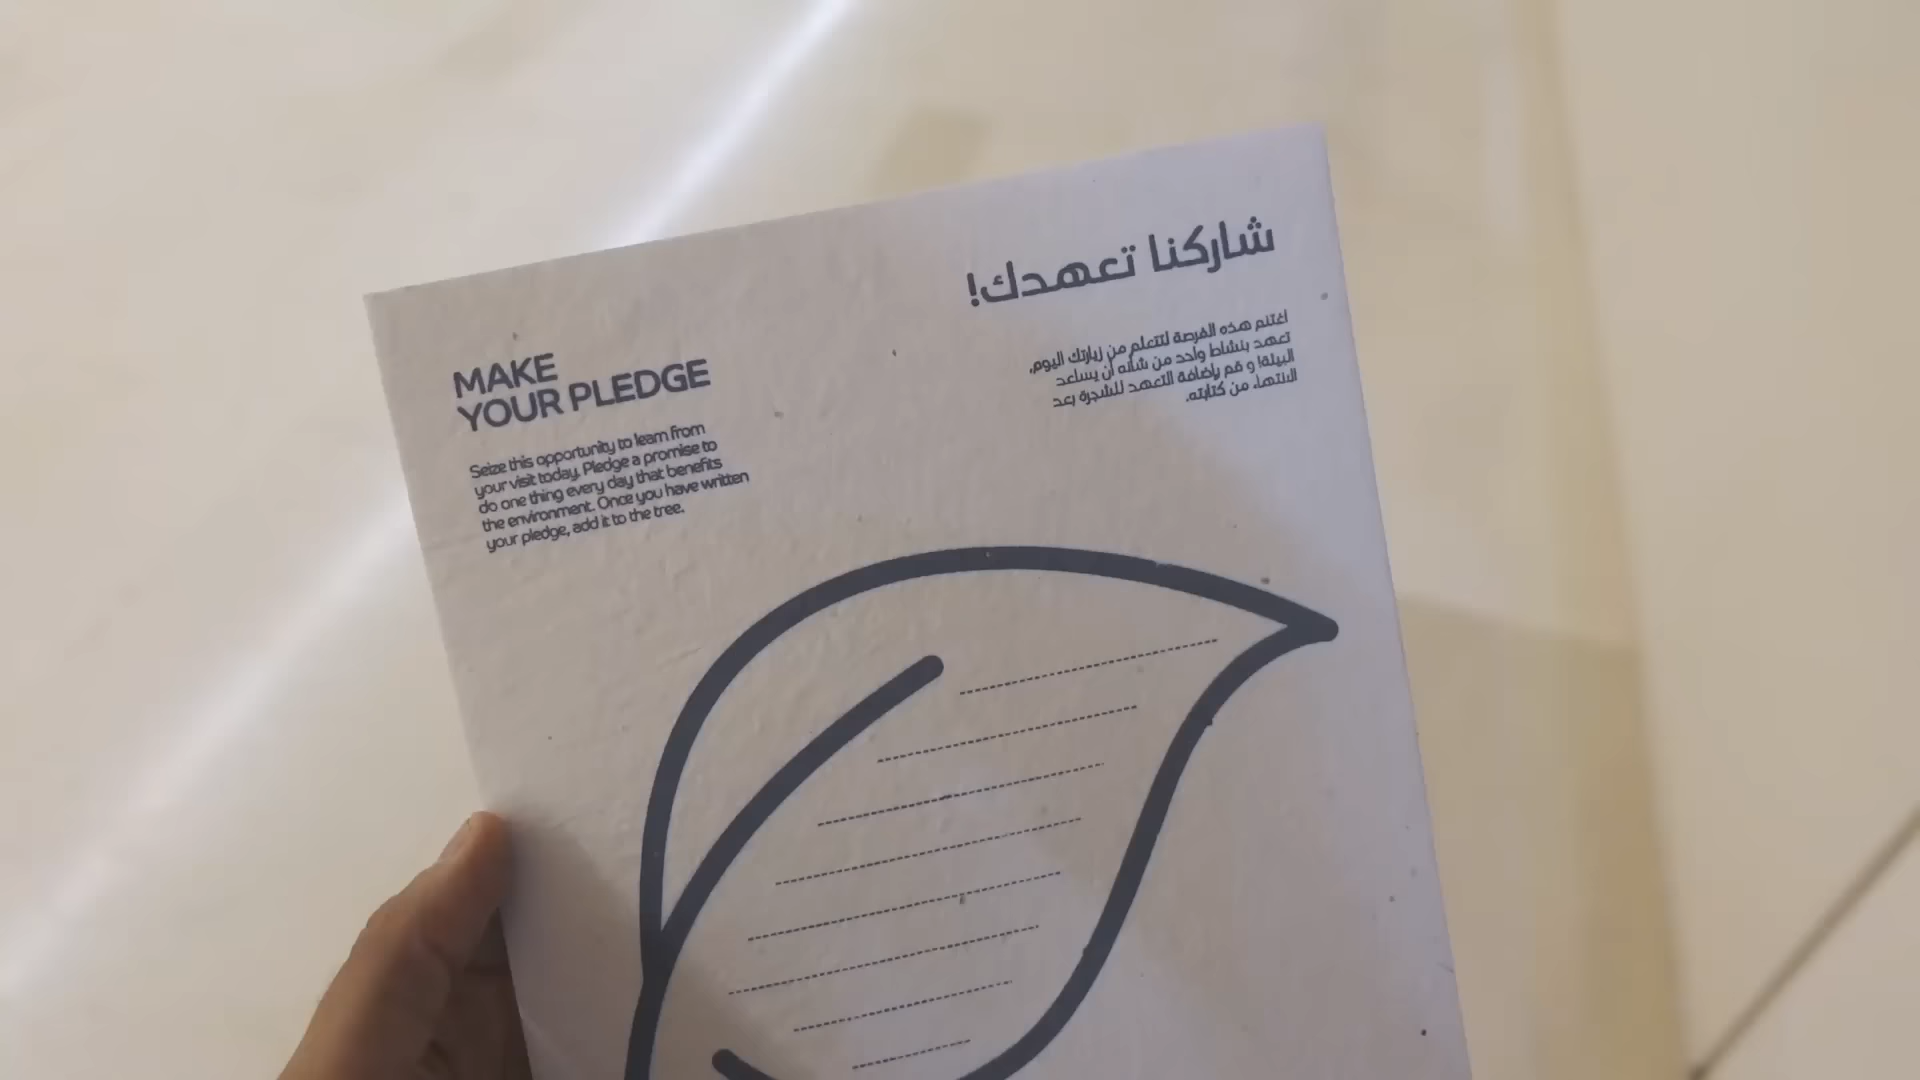 MAKE
YOUR PLEDGE
Seize this opportunity to learn from
your visit today. Pledge a promise to
do one thing every day that benefits
the environment. Once you have written
your pledge, add it to the tree.
شاركنا تعهدك!
اغتنم هذه الفرصة لتتعلم من زيارتك اليوم،
تعهد بنشاط واحد من شأنه أن يساعد
البيئة! و قم بإضافة التعهد للشجرة بعد
الانتهاء من كتابته.